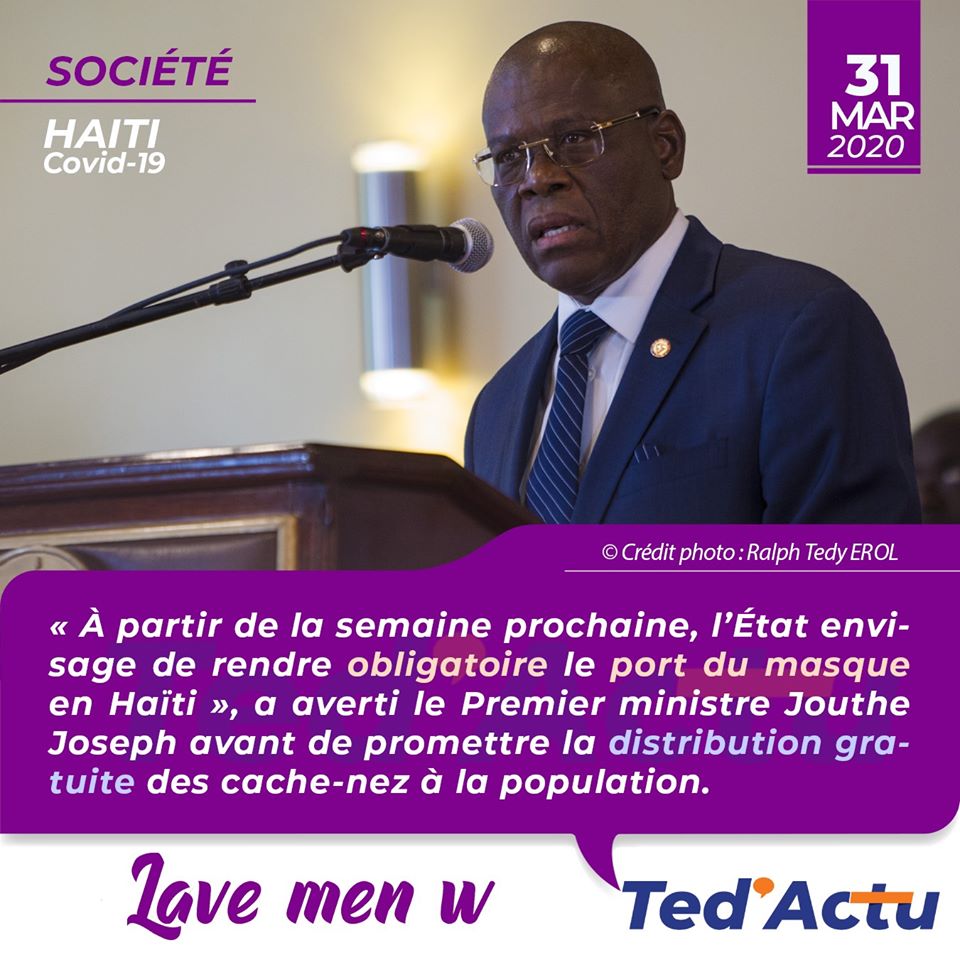 SOCIÉTÉ
HAITI
Covid-19
31
MAR
2020
© Crédit photo : Ralph Tedy EROL
« À partir de la semaine prochaine, l’État envi-
sage de rendre obligatoire le port du masque
en Haïti », a averti le Premier ministre Jouthe
Joseph avant de promettre la distribution gra-
tuite des cache-nez à la population.
Lave men w
Ted'Actu